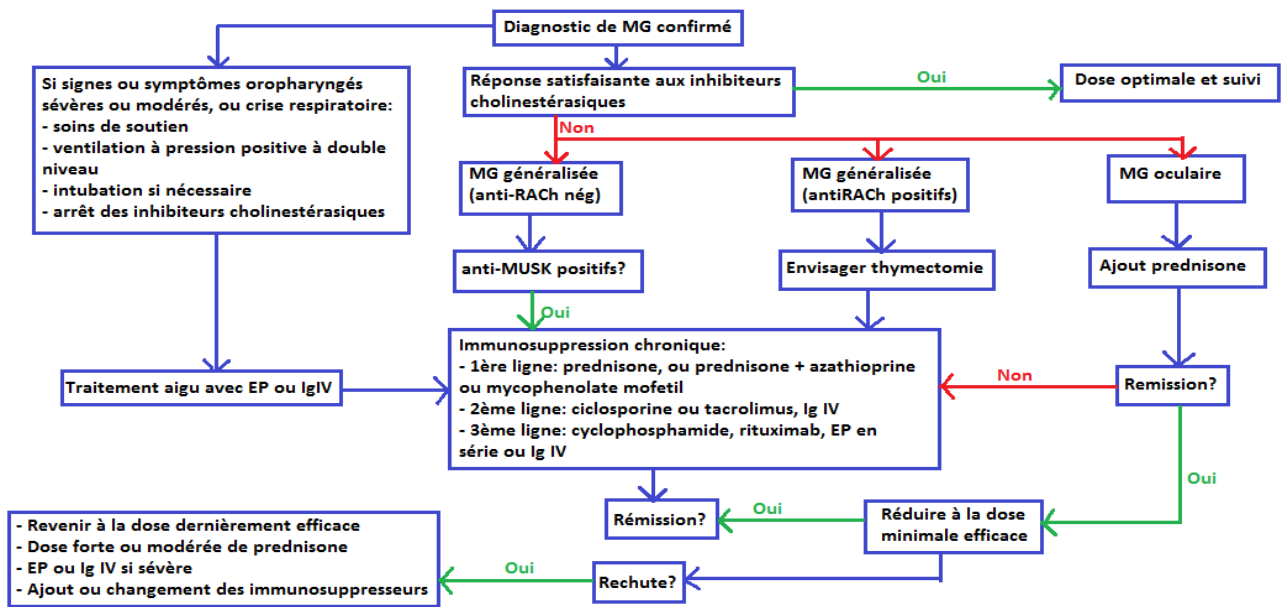 Diagnostic de MG confirmé
Si signes ou symptômes oropharyngés
sévères ou modérés, ou crise respiratoire:
- soins de soutien
- ventilation à pression positive à double
niveau
- intubation si nécessaire
- arrêt des inhibiteurs cholinestérasiques
Réponse satisfaisante aux inhibiteurs
cholinestérasiques
Oui
Dose optimale et suivi
Non
MG généralisée
(anti-RACh nég)
MG généralisée
(antiRACh positifs)
MG oculaire
anti-MUSK positifs?
Envisager thymectomie
Ajout prednisone
Oui
Traitement aigu avec EP ou IgIV
Immunosuppression chronique:
- 1ère ligne: prednisone, ou prednisone + azathioprine
ou mycophenolate mofetil
- 2ème ligne: ciclosporine ou tacrolimus, Ig IV
- 3ème ligne: cyclophosphamide, rituximab, EP en
série ou Ig IV
Non
Remission?
Oui
Rémission?
Oui
Réduire à la dose
minimale efficace
- Revenir à la dose dernièrement efficace
- Dose forte ou modérée de prednisone
- EP ou Ig IV si sévère
- Ajout ou changement des immunosuppresseurs
Oui
Rechute?